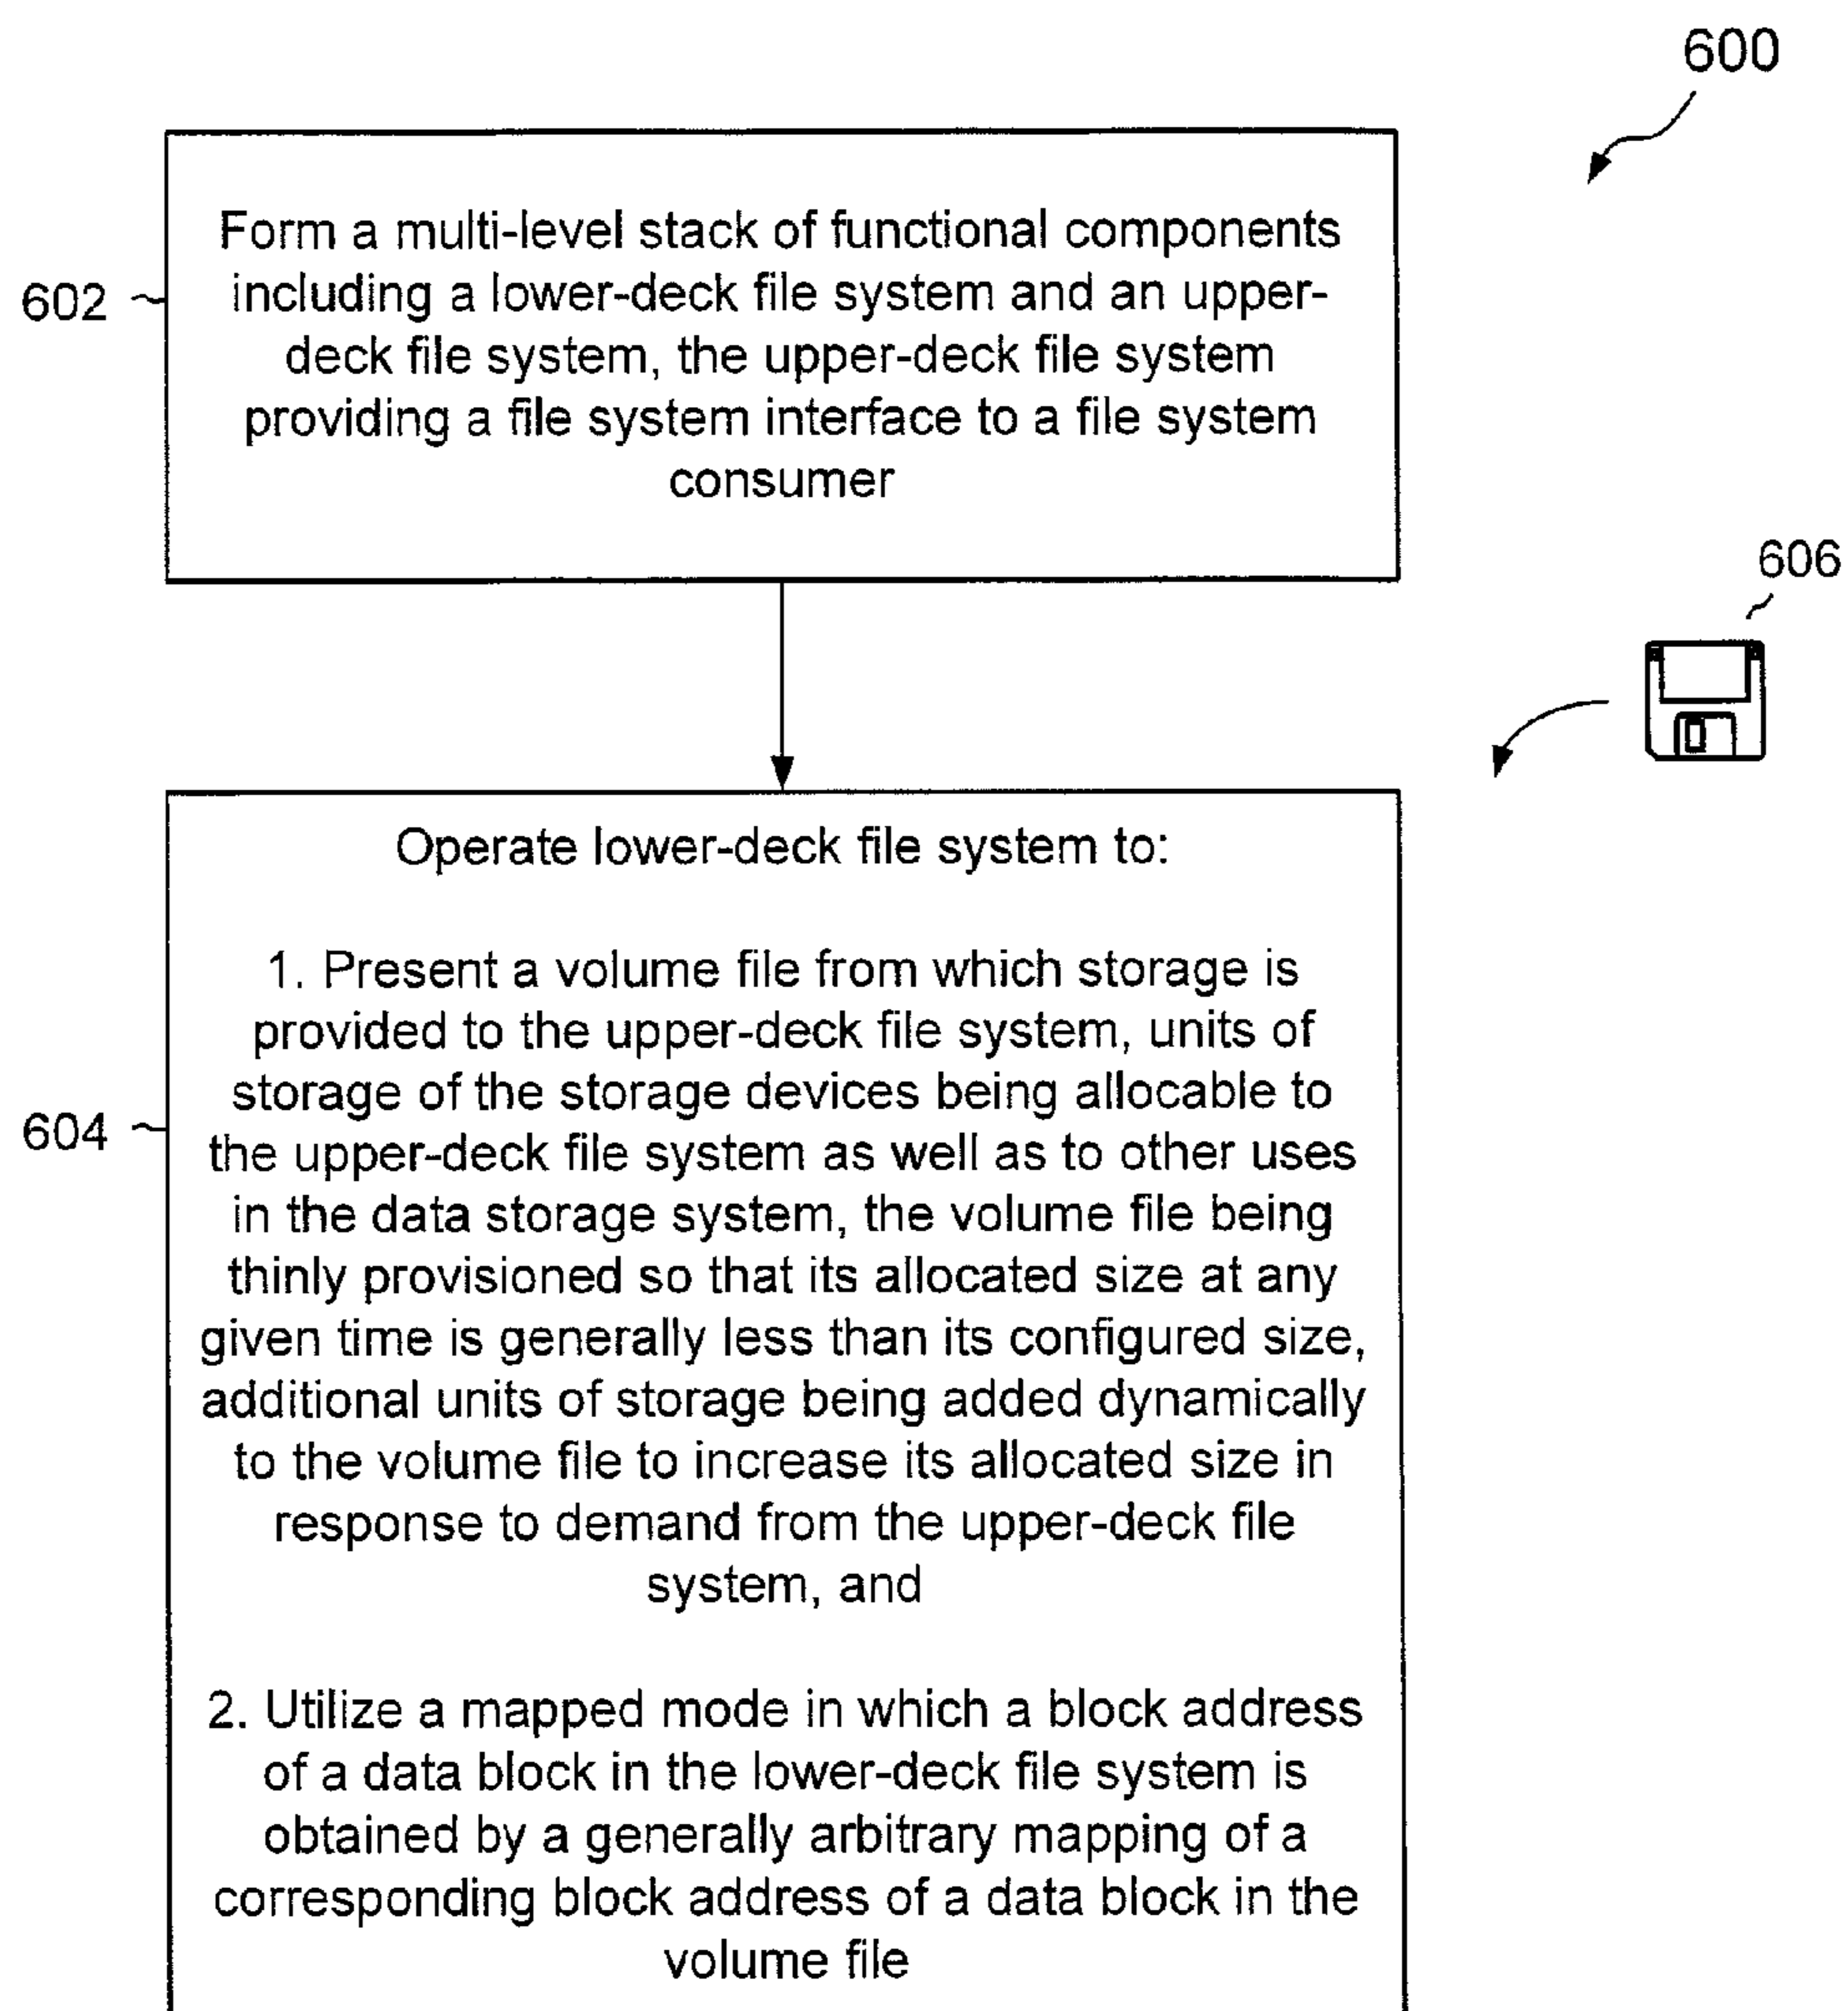 600
Form a multi-level stack of functional components
including a lower-deck file system and an upper-
deck file system, the upper-deck file system
providing a file system interface to a file system
consumer
602
606
Operate lower-deck file system to:
1. Present a volume file from which storage is
provided to the upper-deck file system, units of
storage of the storage devices being allocable to
the upper-deck file system as well as to other uses
in the data storage system, the volume file being
thinly provisioned so that its allocated size at any
given time is generally less than its configured size,
additional units of storage being added dynamically
to the volume file to increase its allocated size in
response to demand from the upper-deck file
system, and
604
2. Utilize a mapped mode in which a block address
of a data block in the lower-deck file system is
obtained by a generally arbitrary mapping of a
corresponding block address of a data block in the
volume file